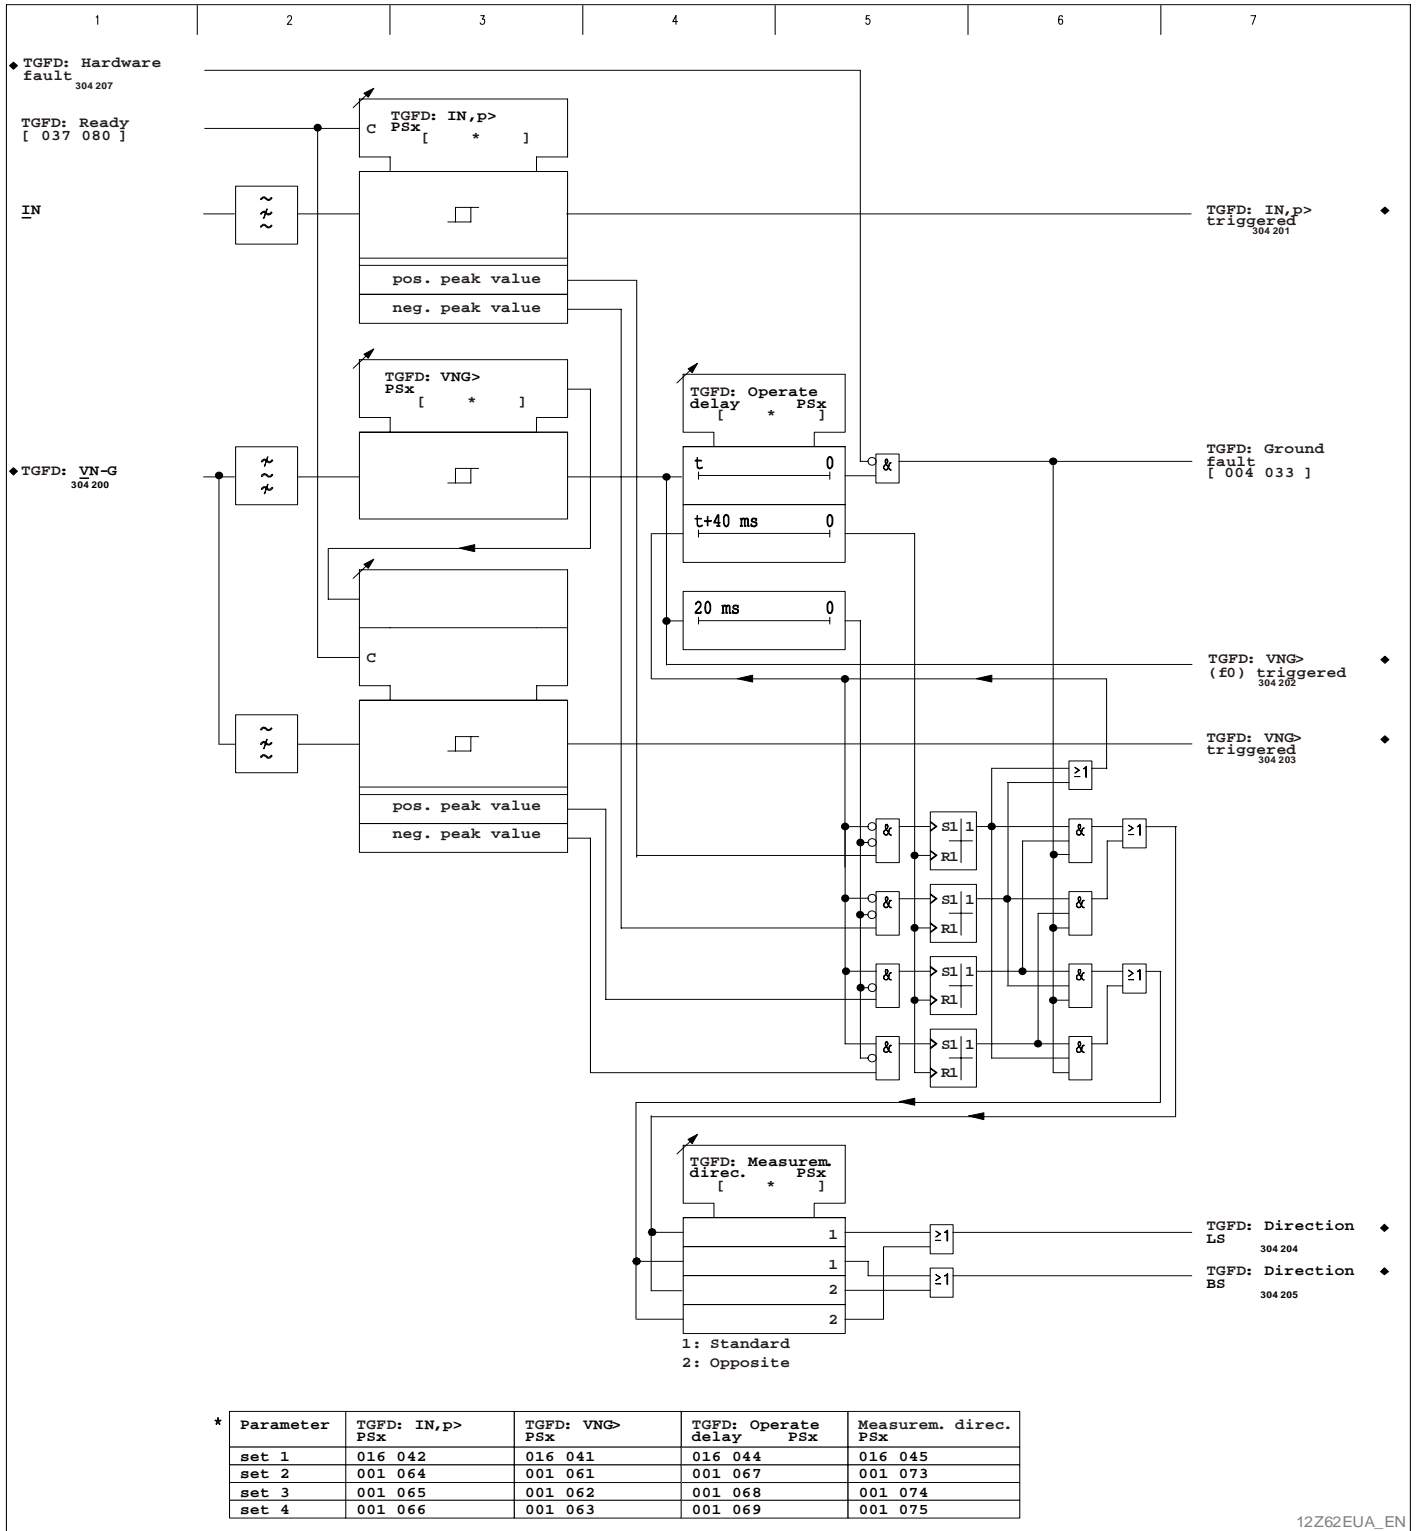 1 2 3 4 5 6 7
TGFD: Hardware
fault
304 207
TGFD: Ready
[ 037 080 ]
C
TGFD: IN,p>
PSx
[ * ]
IN
~
≁
~
TGFD: IN,p>
triggered
304 201
pos. peak value
neg. peak value
TGFD: VNG>
PSx
[ * ]
TGFD: Operate
delay PSx
[ * ]
TGFD: VN-G
304 200
≁
~
≁
t 0
&
TGFD: Ground
fault
[ 004 033 ]
t+40 ms 0
20 ms 0
C
TGFD: VNG>
(f0) triggered
304 202
~
≁
~
TGFD: VNG>
triggered
304 203
≥1
pos. peak value
neg. peak value
& S1 1 & ≥1
R1
& S1 1 &
R1
& S1 1 & ≥1
R1
& S1 1 &
R1
TGFD: Measurem.
direc. PSx
[ * ]
1 ≥1
TGFD: Direction
LS
304 204
1 ≥1
TGFD: Direction
BS
304 205
2
2
1: Standard
2: Opposite
* Parameter TGFD: IN,p> PSx TGFD: VNG> PSx TGFD: Operate delay PSx Measurem. direc. PSx
set 1 016 042 016 041 016 044 016 045
set 2 001 064 001 061 001 067 001 073
set 3 001 065 001 062 001 068 001 074
set 4 001 066 001 063 001 069 001 075
12Z62EUA_EN